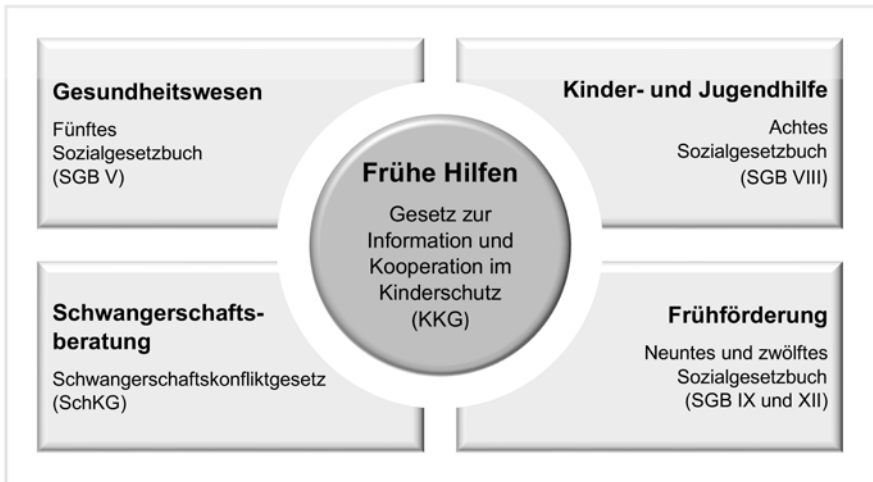 Gesundheitswesen
Fünftes
Sozialgesetzbuch
(SGB V)
Kinder- und Jugendhilfe
Achtes
Sozialgesetzbuch
(SGB VIII)
Frühe Hilfen
Gesetz zur
Information und
Kooperation im
Kinderschutz
(KKG)
Schwangerschafts-
beratung
Schwangerschaftskonfliktgesetz
(SchKG)
Frühförderung
Neuntes und zwölftes
Sozialgesetzbuch
(SGB IX und XII)